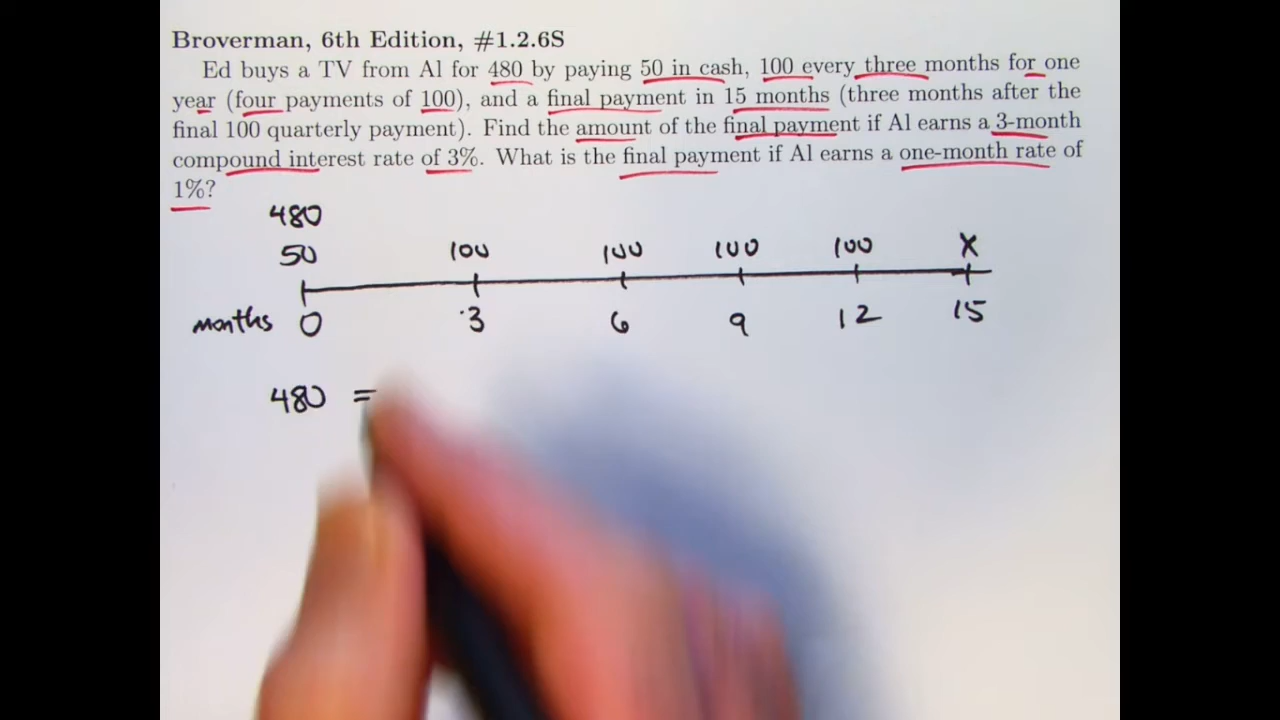 Broverman, 6th Edition, #1.2.6S
Ed buys a TV from Al for 480 by paying 50 in cash, 100 every three months for one
year (four payments of 100), and a final payment in 15 months (three months after the
final 100 quarterly payment). Find the amount of the final payment if Al earns a 3-month
compound interest rate of 3%. What is the final payment if Al earns a one-month rate of
1%?
480
50 100 100 100 100 X
months 0 3 6 9 12 15
480 =